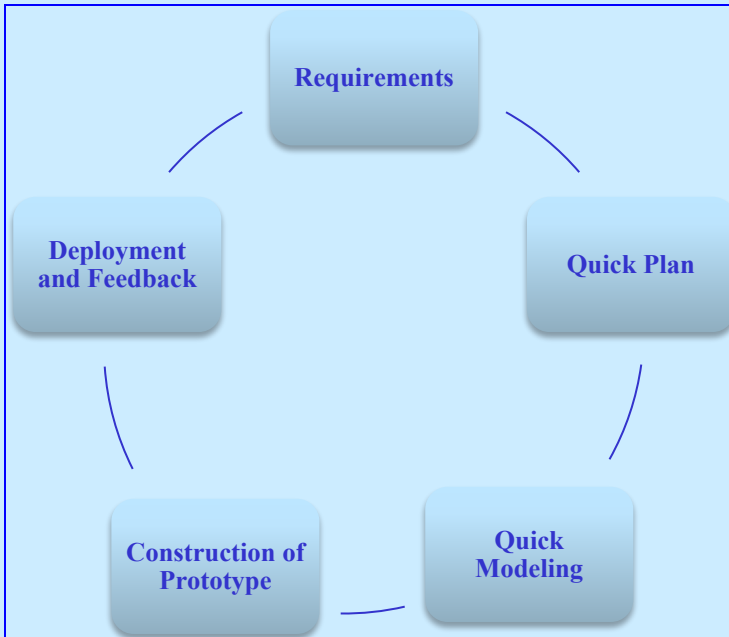 Requirements
Quick Plan
Quick
Modeling
Construction of
Prototype
Deployment
and Feedback